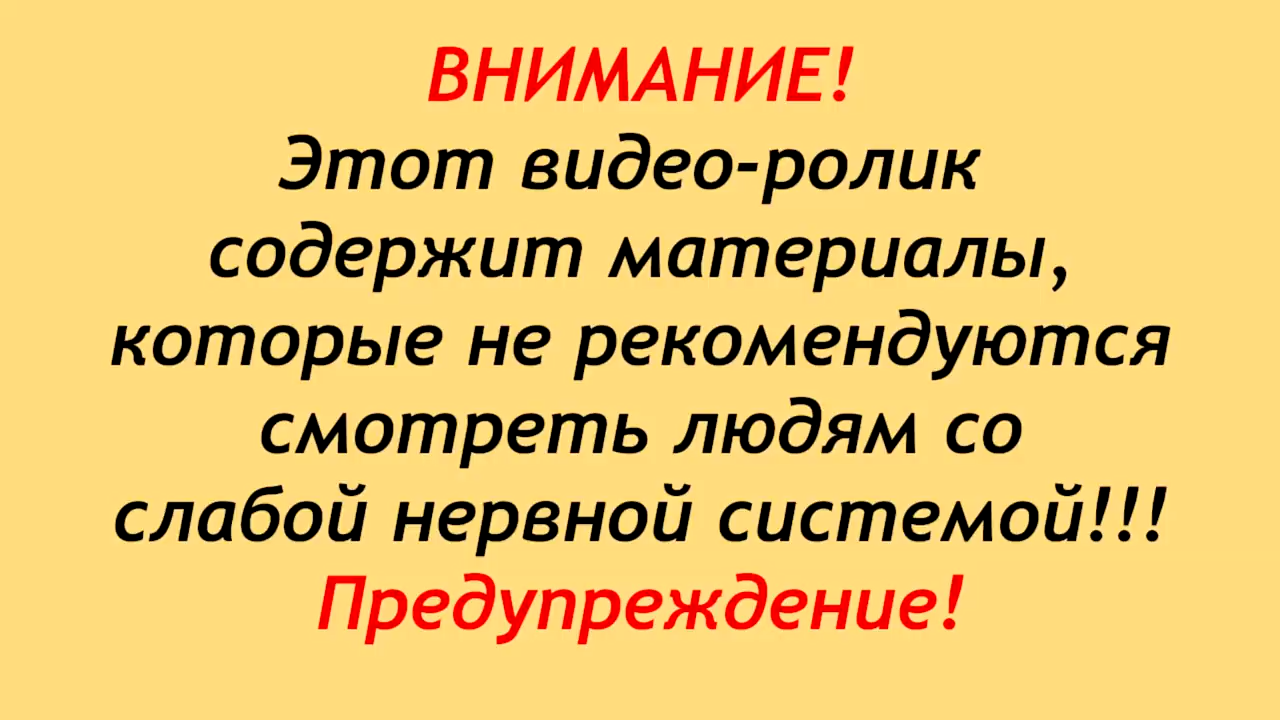 ВНИМАНИЕ!
Этот видео-ролик
содержит материалы,
которые не рекомендуются
смотреть людям со
слабой нервной системой!!!
Предупреждение!